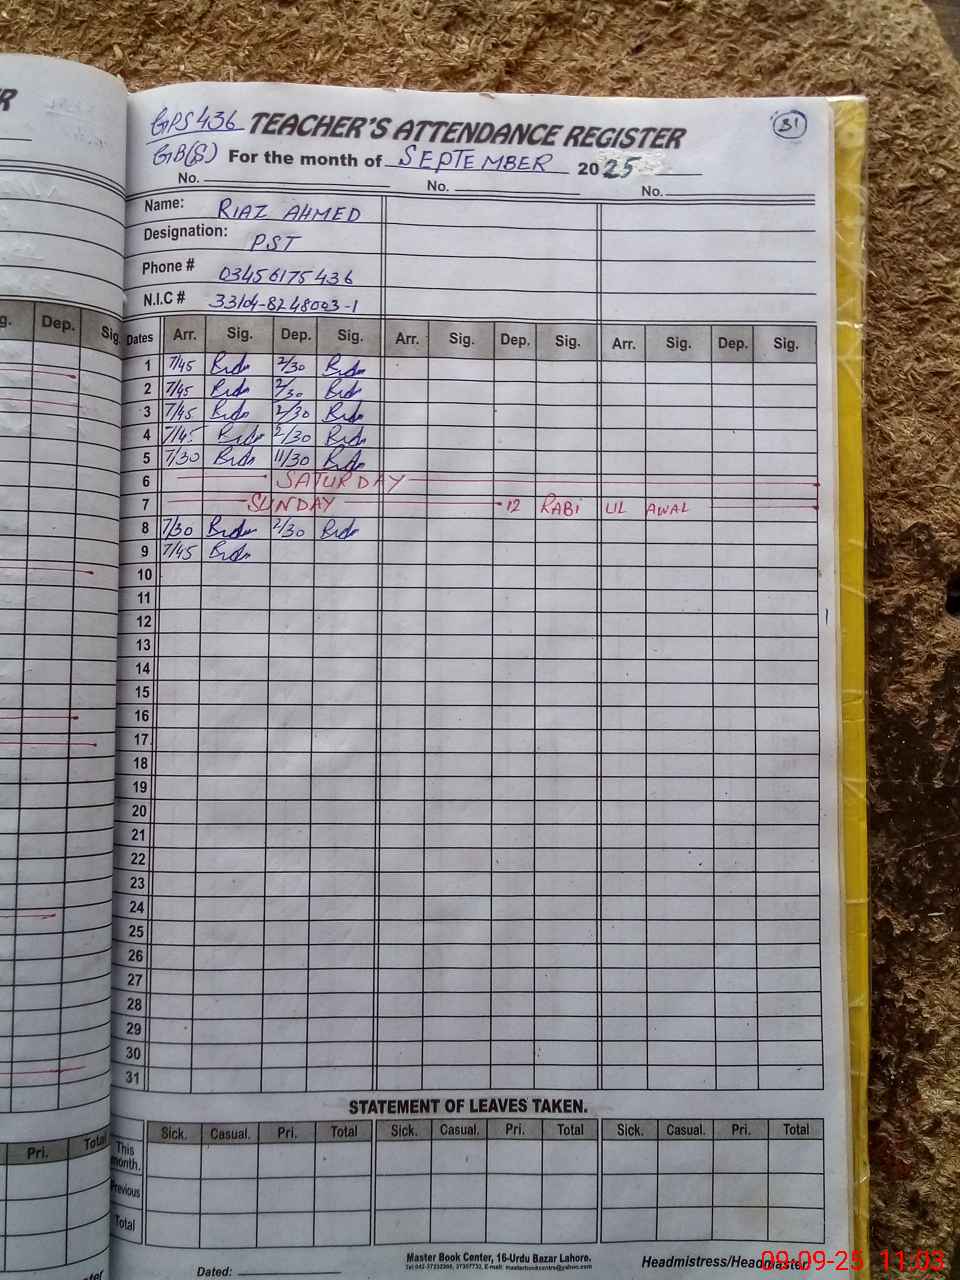 GPS 436 TEACHER'S ATTENDANCE REGISTER 31
GB(S) For the month of SEPTEMBER 2025
No. No. No.
Name: RIAZ AHMED
Designation: PST
Phone # 03456175436
N.I.C #
g. Dep. Sig.
Dates Arr. Sig. Dep. Sig. Arr. Sig. Dep. Sig. Arr. Sig. Dep. Sig.
1 7/45 2/30
2 7/45 2/30
3 7/45 2/30
4 7/45 2/30
5 7/30 11/30
6 SATURDAY
7 SUNDAY 12 RABI UL AWAL
8 7/30 2/30
9 7/45
10
11
12
13
14
15
16
17
18
19
20
21
22
23
24
25
26
27
28
29
30
31
STATEMENT OF LEAVES TAKEN.
Pri. Total
Sick. Casual. Pri. Total Sick. Casual. Pri. Total Sick. Casual. Pri. Total
This month.
Previous
Total
Master Book Center, 16-Urdu Bazar Lahore.
Dated: Headmistress/Headmaster
09-09-25 11:03